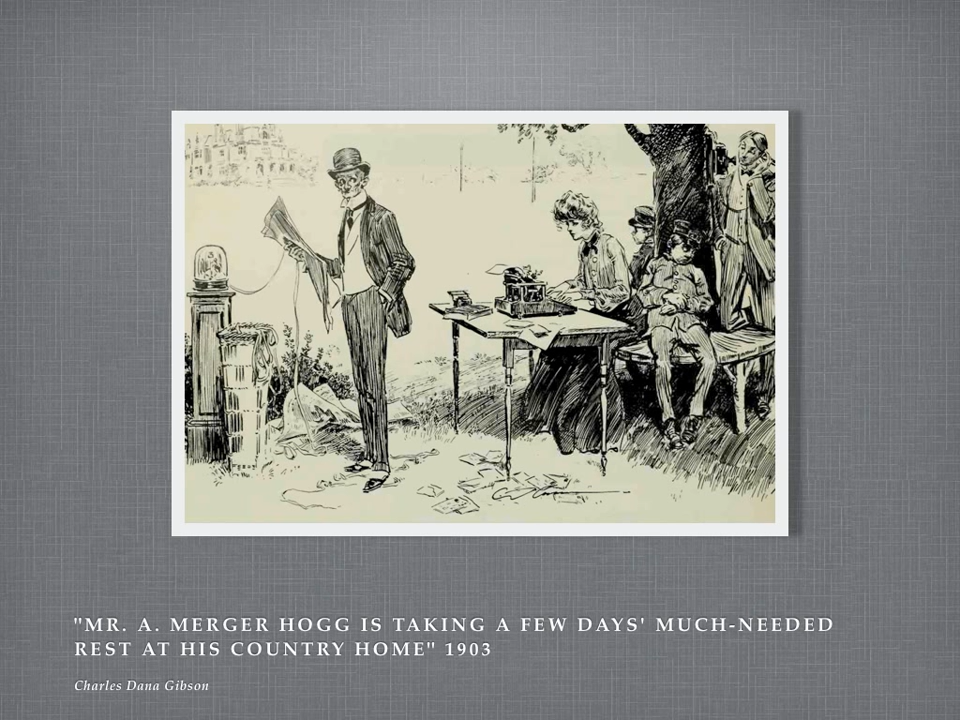 "MR. A. MERGER HOGG IS TAKING A FEW DAYS' MUCH-NEEDED
REST AT HIS COUNTRY HOME" 1903
Charles Dana Gibson